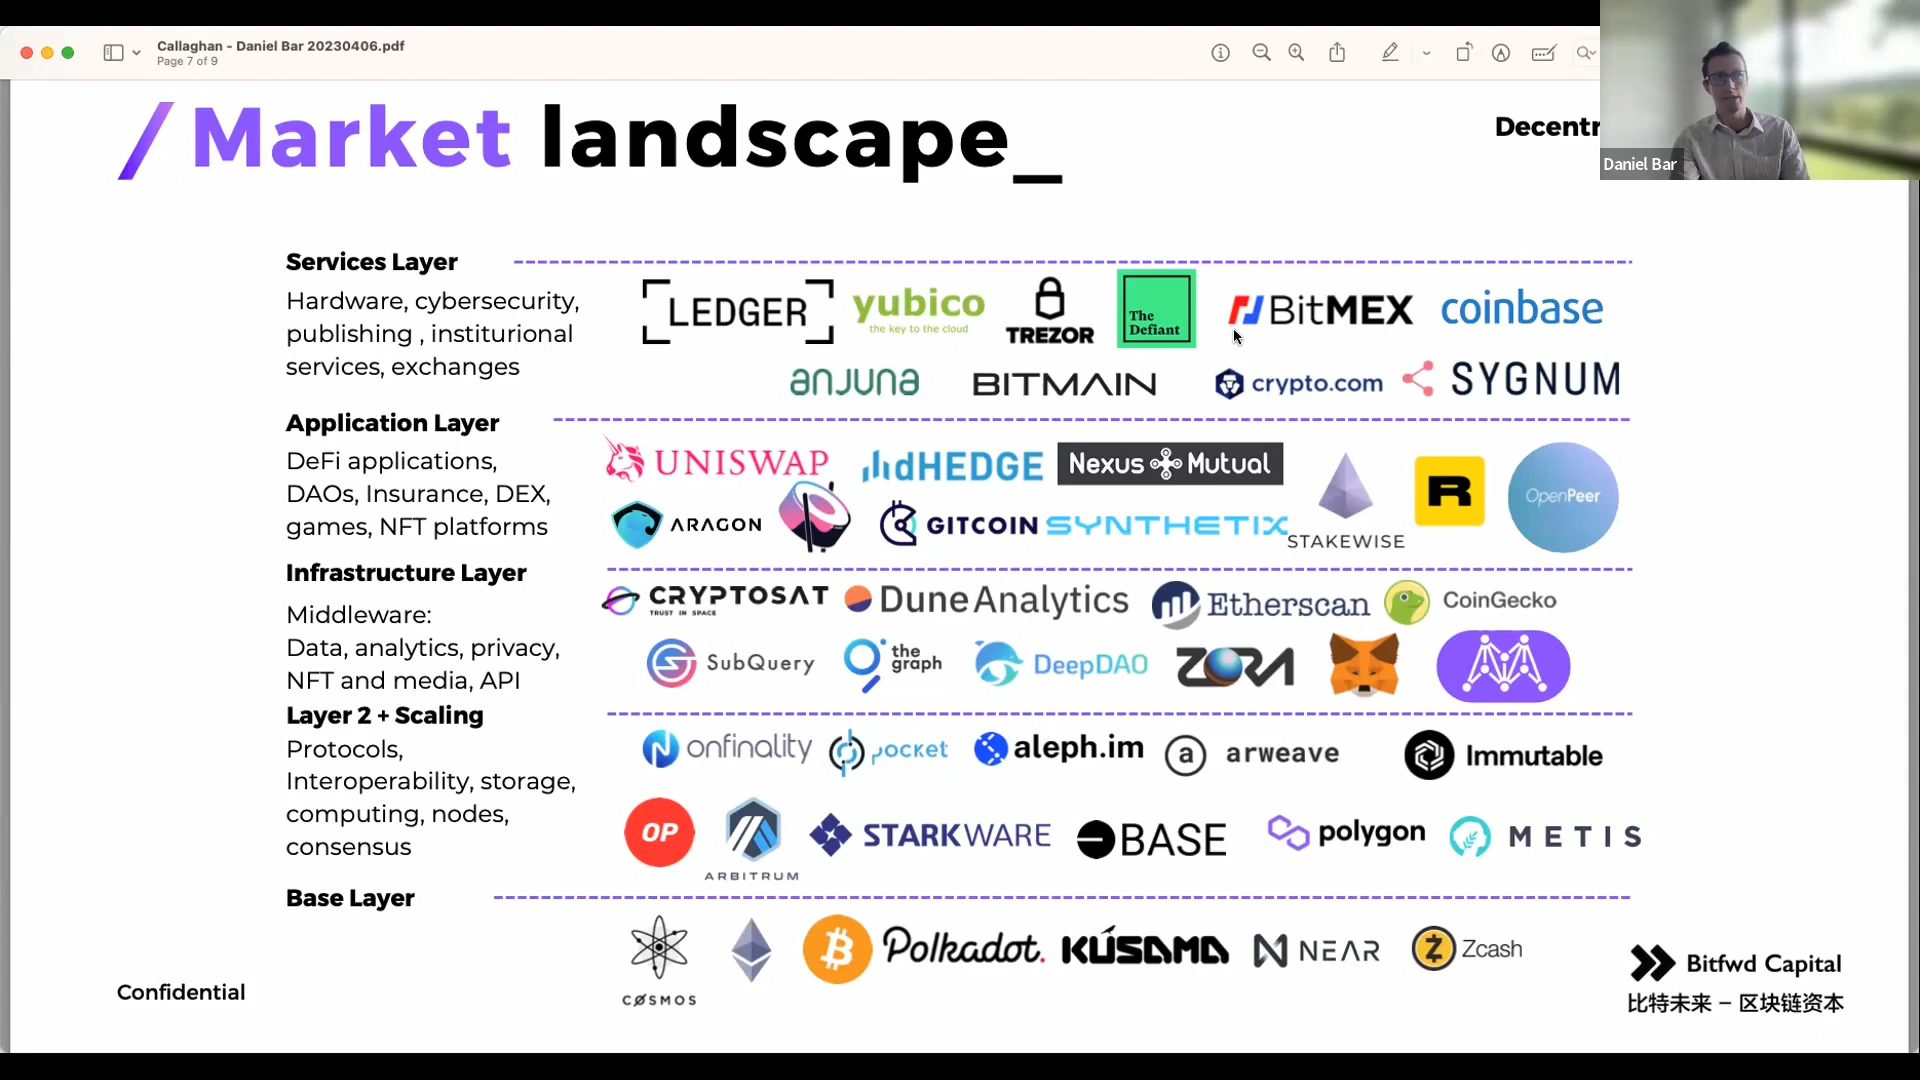 Callaghan - Daniel Bar 20230406.pdf
Page 7 of 9
/ Market landscape_
Decentr
Daniel Bar
Services Layer
Hardware, cybersecurity,
publishing , institurional
services, exchanges
LEDGER
yubico
the key to the cloud
TREZOR
The
Defiant
BitMEX
coinbase
anjuna
BITMAIN
crypto.com
SYGNUM
Application Layer
DeFi applications,
DAOs, Insurance, DEX,
games, NFT platforms
UNISWAP
dHEDGE
Nexus Mutual
ARAGON
GITCOIN
SYNTHETIX
STAKEWISE
R
OpenPeer
Infrastructure Layer
Middleware:
Data, analytics, privacy,
NFT and media, API
CRYPTOSAT
TRUST IN SPACE
Dune Analytics
Etherscan
CoinGecko
SubQuery
the
graph
DeepDAO
ZORA
Layer 2 + Scaling
Protocols,
Interoperability, storage,
computing, nodes,
consensus
onfinality
pocket
aleph.im
a arweave
Immutable
OP
ARBITRUM
STARKWARE
BASE
polygon
METIS
Base Layer
CØSMOS
Polkadot.
KUSAMA
NEAR
Zcash
Confidential
Bitfwd Capital
比特未来 – 区块链资本